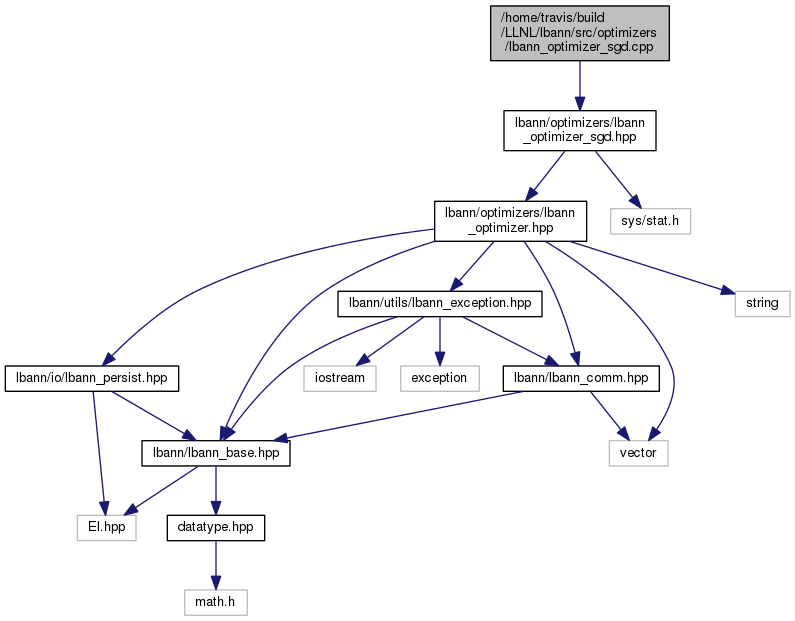 /home/travis/build
/LLNL/lbann/src/optimizers
/lbann_optimizer_sgd.cpp
lbann/optimizers/lbann
_optimizer_sgd.hpp
lbann/optimizers/lbann
_optimizer.hpp
sys/stat.h
lbann/utils/lbann_exception.hpp
string
lbann/io/lbann_persist.hpp
iostream
exception
lbann/lbann_comm.hpp
lbann/lbann_base.hpp
vector
El.hpp
datatype.hpp
math.h